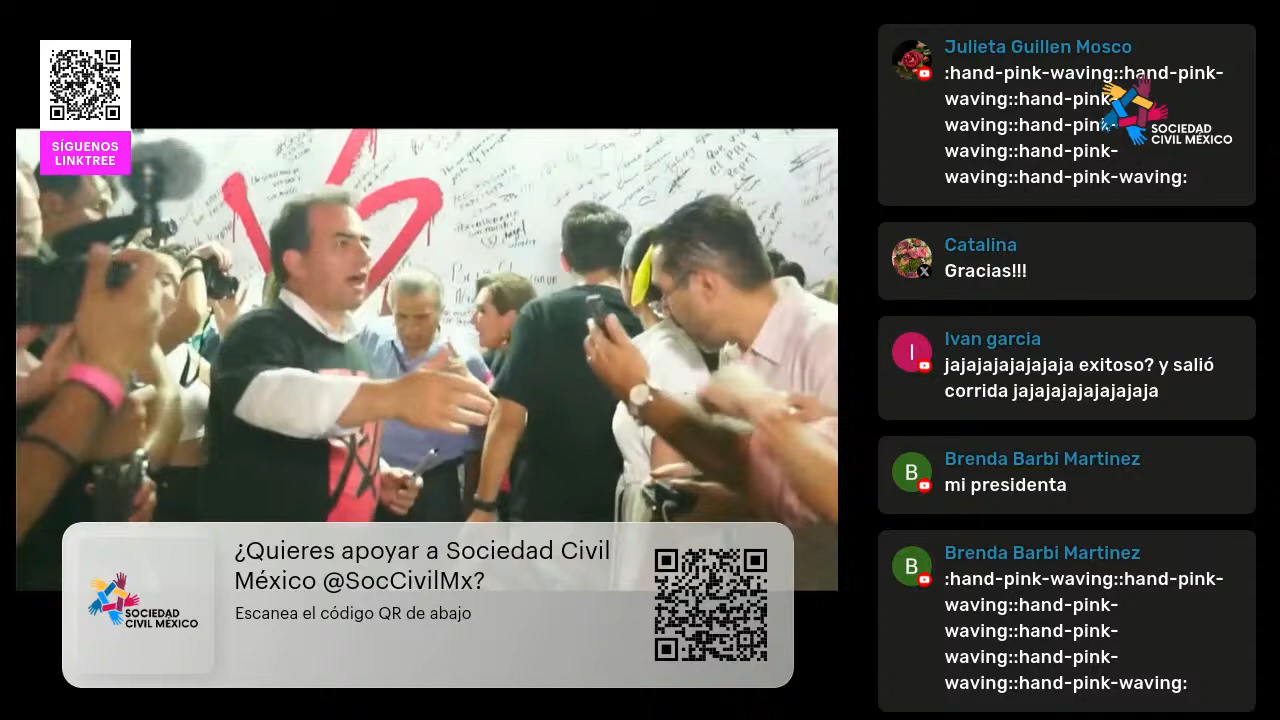 SÍGUENOS
LINKTREE
¿Quieres apoyar a Sociedad Civil
México @SocCivilMx?
Escanea el código QR de abajo
SOCIEDAD
CIVIL MÉXICO
Julieta Guillen Mosco
:hand-pink-waving::hand-pink-
waving::hand-pink-
waving::hand-pink-
waving::hand-pink-
waving::hand-pink-waving:
SOCIEDAD
CIVIL MÉXICO
Catalina
Gracias!!!
I
Ivan garcia
jajajajajajaja exitoso? y salió
corrida jajajajajajajaja
B
Brenda Barbi Martinez
mi presidenta
B
Brenda Barbi Martinez
:hand-pink-waving::hand-pink-
waving::hand-pink-
waving::hand-pink-
waving::hand-pink-
waving::hand-pink-waving: